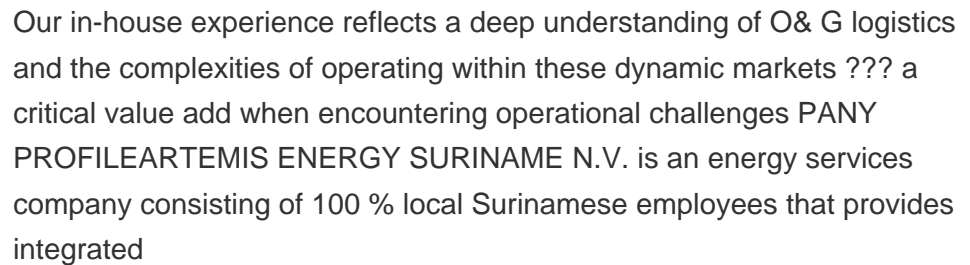 Our in-house experience reflects a deep understanding of O& G logistics
and the complexities of operating within these dynamic markets ??? a
critical value add when encountering operational challenges PANY
PROFILEARTEMIS ENERGY SURINAME N.V. is an energy services
company consisting of 100 % local Surinamese employees that provides
integrated